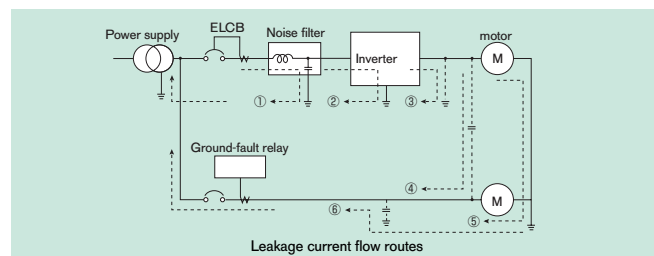 Power supply
ELCB
Noise filter
motor
Inverter
M
①
②
③
Ground-fault relay
④
⑥
M
⑤
Leakage current flow routes